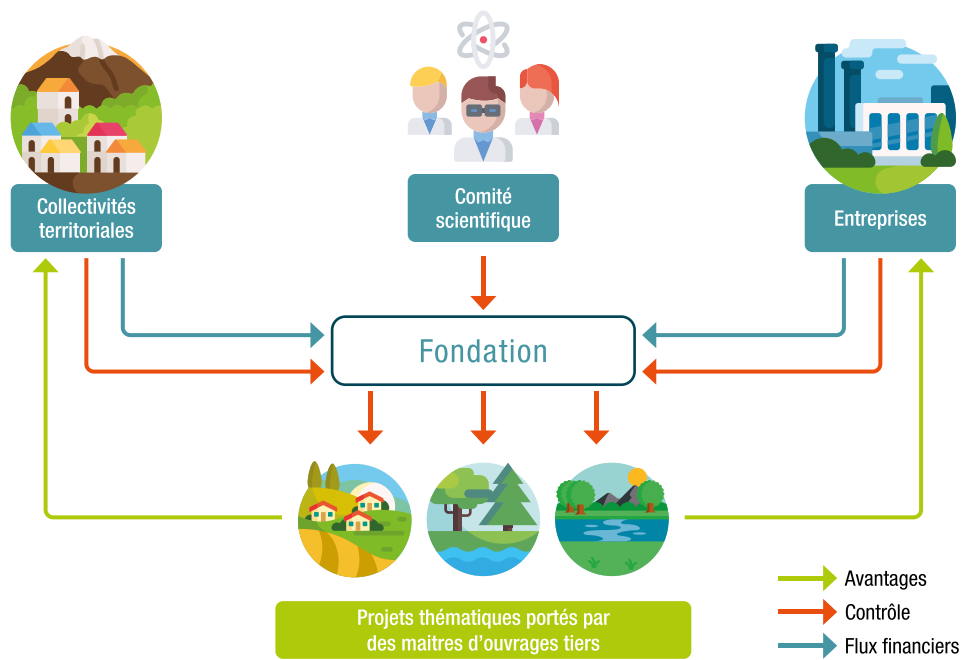 Collectivités
territoriales
Comité
scientifique
Entreprises
Fondation
Projets thématiques portés par
des maitres d'ouvrages tiers
Avantages
Contrôle
Flux financiers